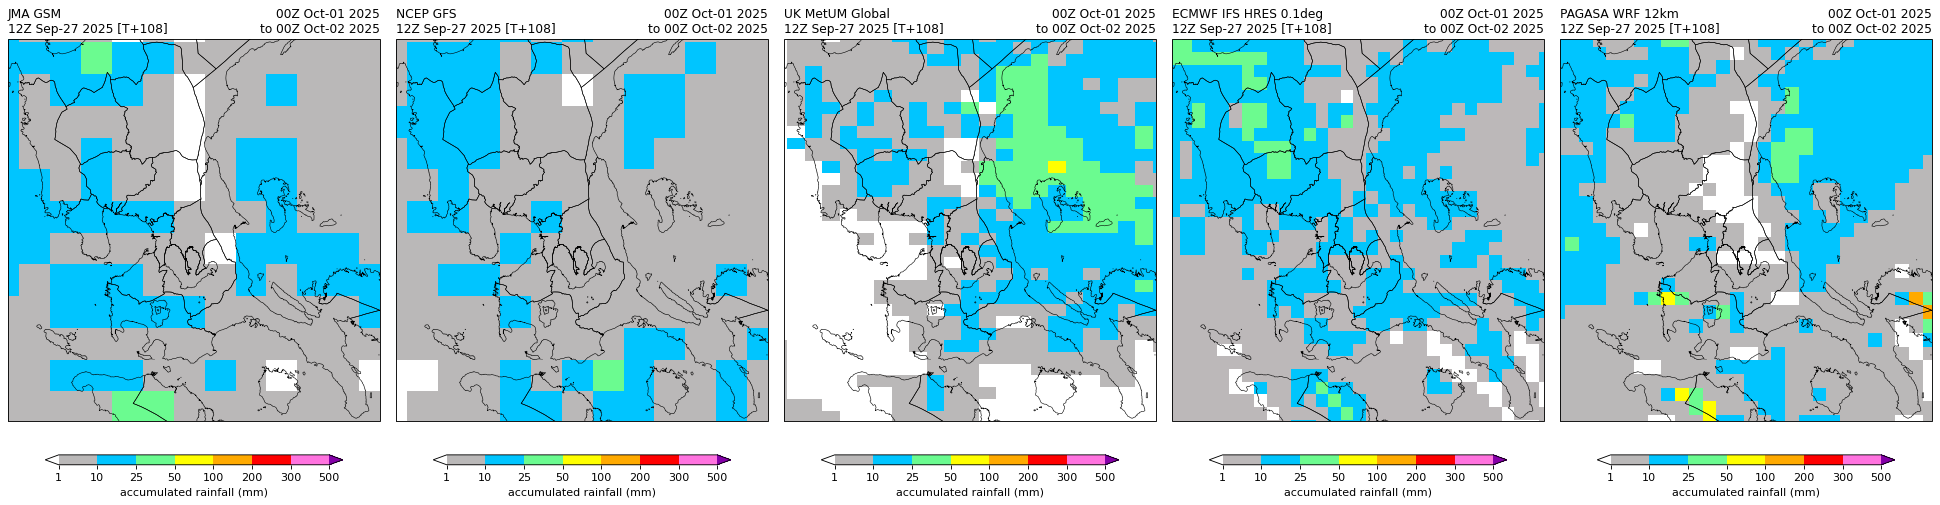 JMA GSM 00Z Oct-01 2025
12Z Sep-27 2025 [T+108] to 00Z Oct-02 2025
1 10 25 50 100 200 300 500
accumulated rainfall (mm)
NCEP GFS 00Z Oct-01 2025
12Z Sep-27 2025 [T+108] to 00Z Oct-02 2025
1 10 25 50 100 200 300 500
accumulated rainfall (mm)
UK MetUM Global 00Z Oct-01 2025
12Z Sep-27 2025 [T+108] to 00Z Oct-02 2025
1 10 25 50 100 200 300 500
accumulated rainfall (mm)
ECMWF IFS HRES 0.1deg 00Z Oct-01 2025
12Z Sep-27 2025 [T+108] to 00Z Oct-02 2025
1 10 25 50 100 200 300 500
accumulated rainfall (mm)
PAGASA WRF 12km 00Z Oct-01 2025
12Z Sep-27 2025 [T+108] to 00Z Oct-02 2025
1 10 25 50 100 200 300 500
accumulated rainfall (mm)